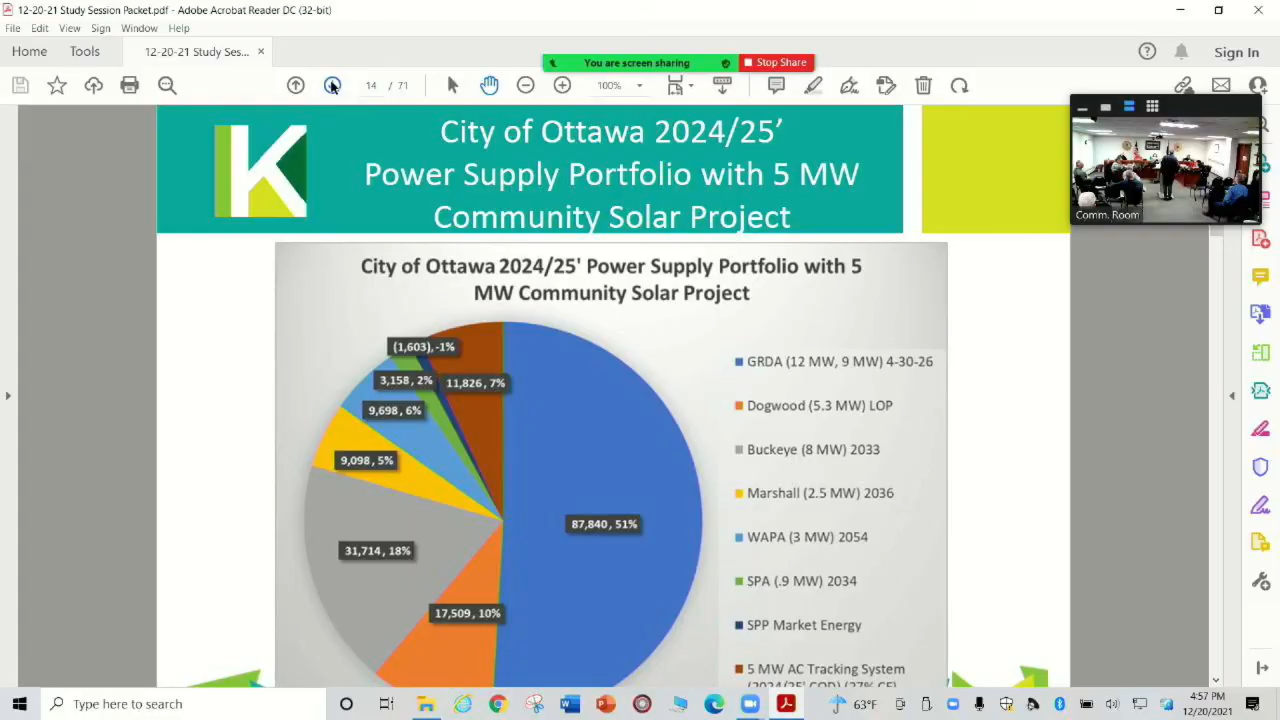 12-20-21 Study Session Packet.pdf - Adobe Acrobat Reader DC (32-bit)
File Edit View Sign Window Help
Home Tools 12-20-21 Study Ses... × Sign In
You are screen sharing Stop Share
14 / 71 100%
Comm. Room
K
City of Ottawa 2024/25’
Power Supply Portfolio with 5 MW
Community Solar Project
City of Ottawa 2024/25' Power Supply Portfolio with 5
MW Community Solar Project
(1,603), -1%
3,158, 2%
11,826, 7%
9,698, 6%
9,098, 5%
31,714, 18%
17,509, 10%
87,840, 51%
GRDA (12 MW, 9 MW) 4-30-26
Dogwood (5.3 MW) LOP
Buckeye (8 MW) 2033
Marshall (2.5 MW) 2036
WAPA (3 MW) 2054
SPA (.9 MW) 2034
SPP Market Energy
5 MW AC Tracking System
(2024/25' COD) (27% CF)
Type here to search
63°F
4:57 PM
12/20/2021